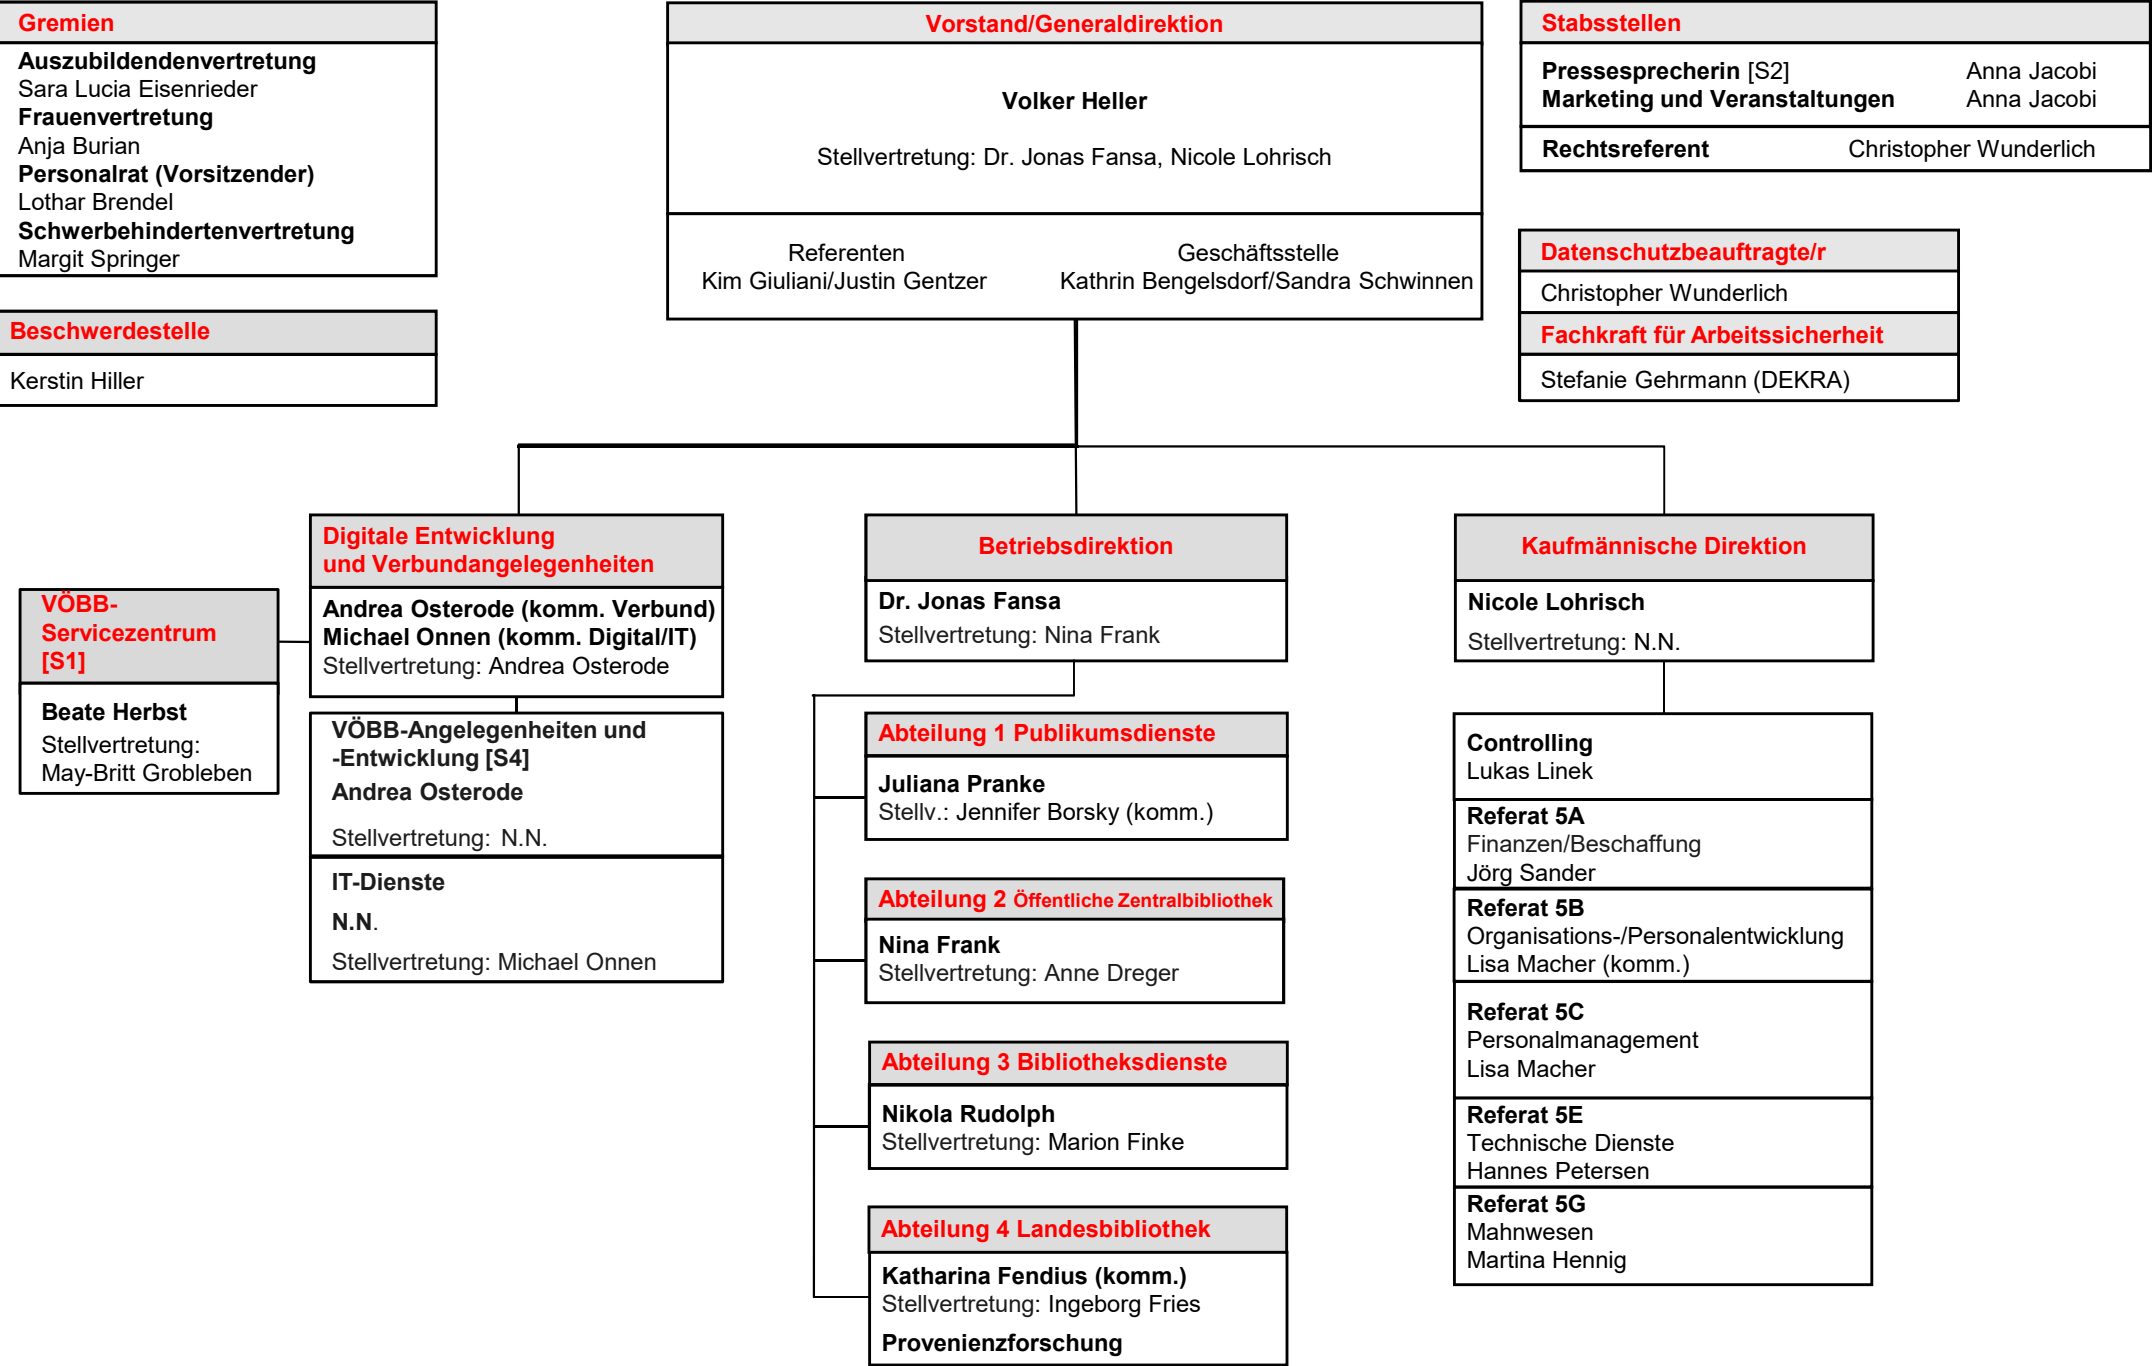 Gremien
Auszubildendenvertretung
Sara Lucia Eisenrieder
Frauenvertretung
Anja Burian
Personalrat (Vorsitzender)
Lothar Brendel
Schwerbehindertenvertretung
Margit Springer
Beschwerdestelle
Kerstin Hiller
Vorstand/Generaldirektion
Volker Heller
Stellvertretung: Dr. Jonas Fansa, Nicole Lohrisch
Referenten
Kim Giuliani/Justin Gentzer
Geschäftsstelle
Kathrin Bengelsdorf/Sandra Schwinnen
Stabsstellen
Pressesprecherin [S2] Anna Jacobi
Marketing und Veranstaltungen Anna Jacobi
Rechtsreferent Christopher Wunderlich
Datenschutzbeauftragte/r
Christopher Wunderlich
Fachkraft für Arbeitssicherheit
Stefanie Gehrmann (DEKRA)
VÖBB-
Servicezentrum
[S1]
Beate Herbst
Stellvertretung:
May-Britt Grobleben
Digitale Entwicklung
und Verbundangelegenheiten
Andrea Osterode (komm. Verbund)
Michael Onnen (komm. Digital/IT)
Stellvertretung: Andrea Osterode
VÖBB-Angelegenheiten und
-Entwicklung [S4]
Andrea Osterode
Stellvertretung: N.N.
IT-Dienste
N.N.
Stellvertretung: Michael Onnen
Betriebsdirektion
Dr. Jonas Fansa
Stellvertretung: Nina Frank
Abteilung 1 Publikumsdienste
Juliana Pranke
Stellv.: Jennifer Borsky (komm.)
Abteilung 2 Öffentliche Zentralbibliothek
Nina Frank
Stellvertretung: Anne Dreger
Abteilung 3 Bibliotheksdienste
Nikola Rudolph
Stellvertretung: Marion Finke
Abteilung 4 Landesbibliothek
Katharina Fendius (komm.)
Stellvertretung: Ingeborg Fries
Provenienzforschung
Kaufmännische Direktion
Nicole Lohrisch
Stellvertretung: N.N.
Controlling
Lukas Linek
Referat 5A
Finanzen/Beschaffung
Jörg Sander
Referat 5B
Organisations-/Personalentwicklung
Lisa Macher (komm.)
Referat 5C
Personalmanagement
Lisa Macher
Referat 5E
Technische Dienste
Hannes Petersen
Referat 5G
Mahnwesen
Martina Hennig